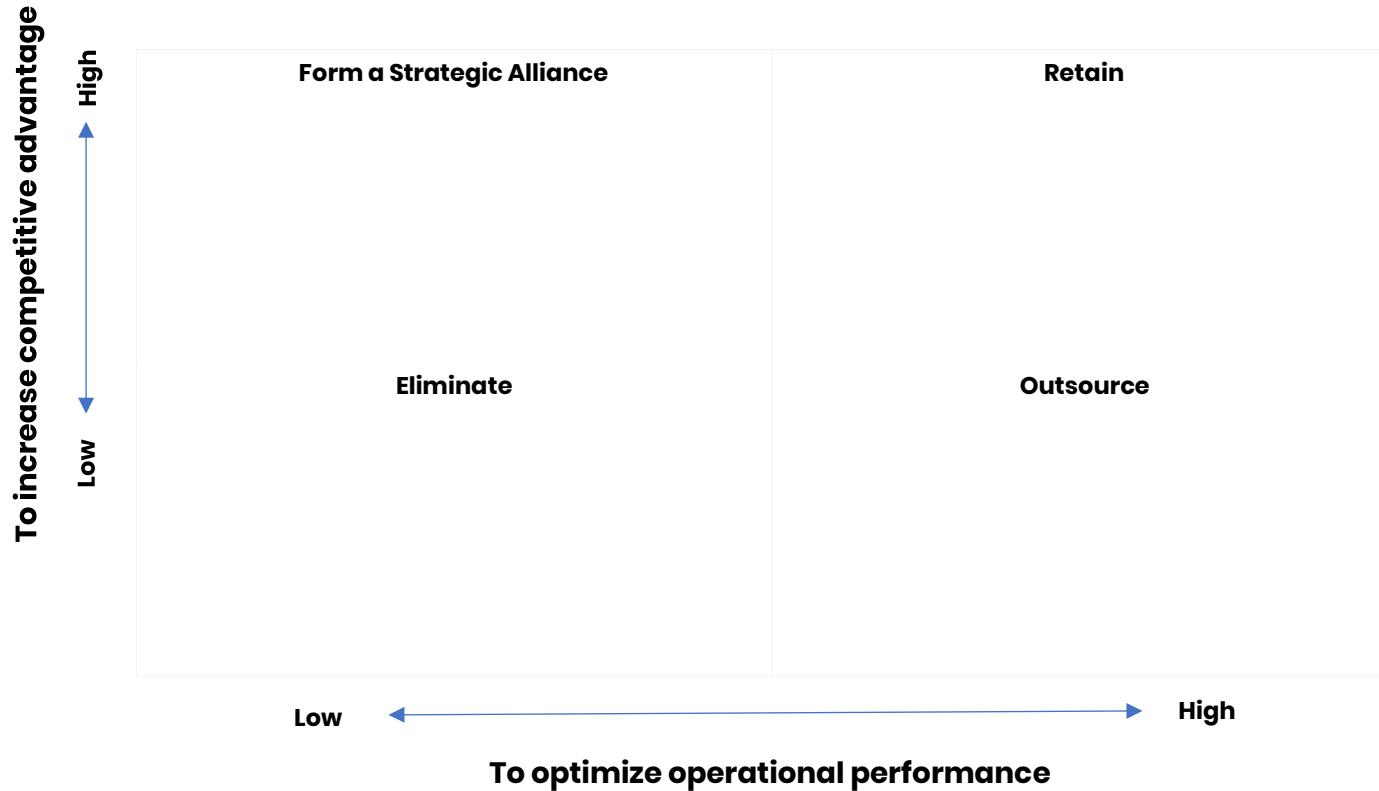 To increase competitive advantage
High
Low
Form a Strategic Alliance
Retain
Eliminate
Outsource
Low
High
To optimize operational performance